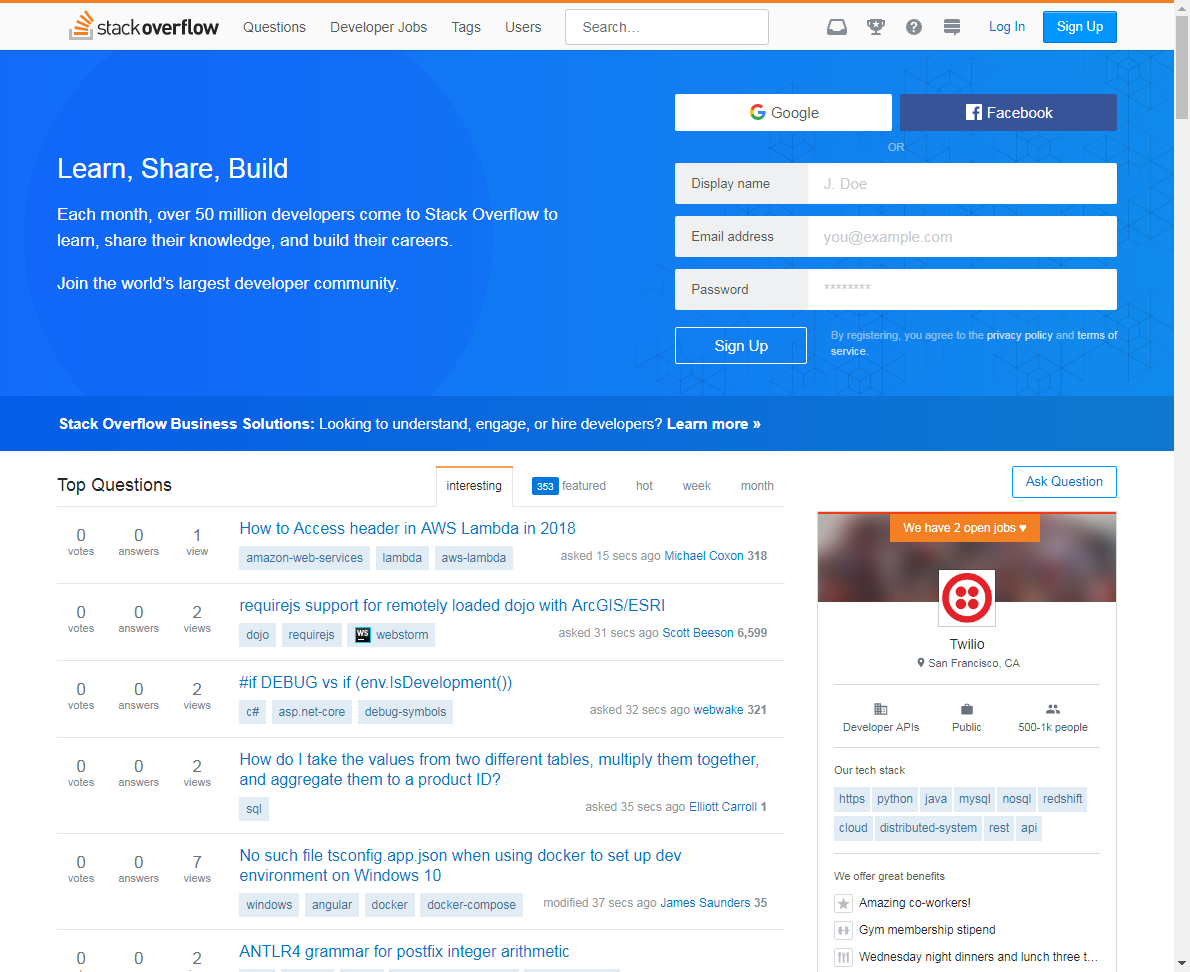 stackoverflow Questions Developer Jobs Tags Users Search... Log In Sign Up
Google Facebook
OR
Learn, Share, Build
Each month, over 50 million developers come to Stack Overflow to
learn, share their knowledge, and build their careers.
Join the world's largest developer community.
Display name J. Doe
Email address you@example.com
Password ********
Sign Up
By registering, you agree to the privacy policy and terms of
service.
Stack Overflow Business Solutions: Looking to understand, engage, or hire developers? Learn more »
Top Questions interesting 353 featured hot week month
0 votes 0 answers 1 view
How to Access header in AWS Lambda in 2018
amazon-web-services lambda aws-lambda
asked 15 secs ago Michael Coxon 318
0 votes 0 answers 2 views
requirejs support for remotely loaded dojo with ArcGIS/ESRI
dojo requirejs WS webstorm
asked 31 secs ago Scott Beeson 6,599
0 votes 0 answers 2 views
#if DEBUG vs if (env.IsDevelopment())
c# asp.net-core debug-symbols
asked 32 secs ago webwake 321
0 votes 0 answers 2 views
How do I take the values from two different tables, multiply them together,
and aggregate them to a product ID?
sql
asked 35 secs ago Elliott Carroll 1
0 votes 0 answers 7 views
No such file tsconfig.app.json when using docker to set up dev
environment on Windows 10
windows angular docker docker-compose
modified 37 secs ago James Saunders 35
0 0 2
ANTLR4 grammar for postfix integer arithmetic
Ask Question
We have 2 open jobs ♥
Twilio
San Francisco, CA
Developer APIs Public 500-1k people
Our tech stack
https python java mysql nosql redshift
cloud distributed-system rest api
We offer great benefits
Amazing co-workers!
Gym membership stipend
Wednesday night dinners and lunch three t...